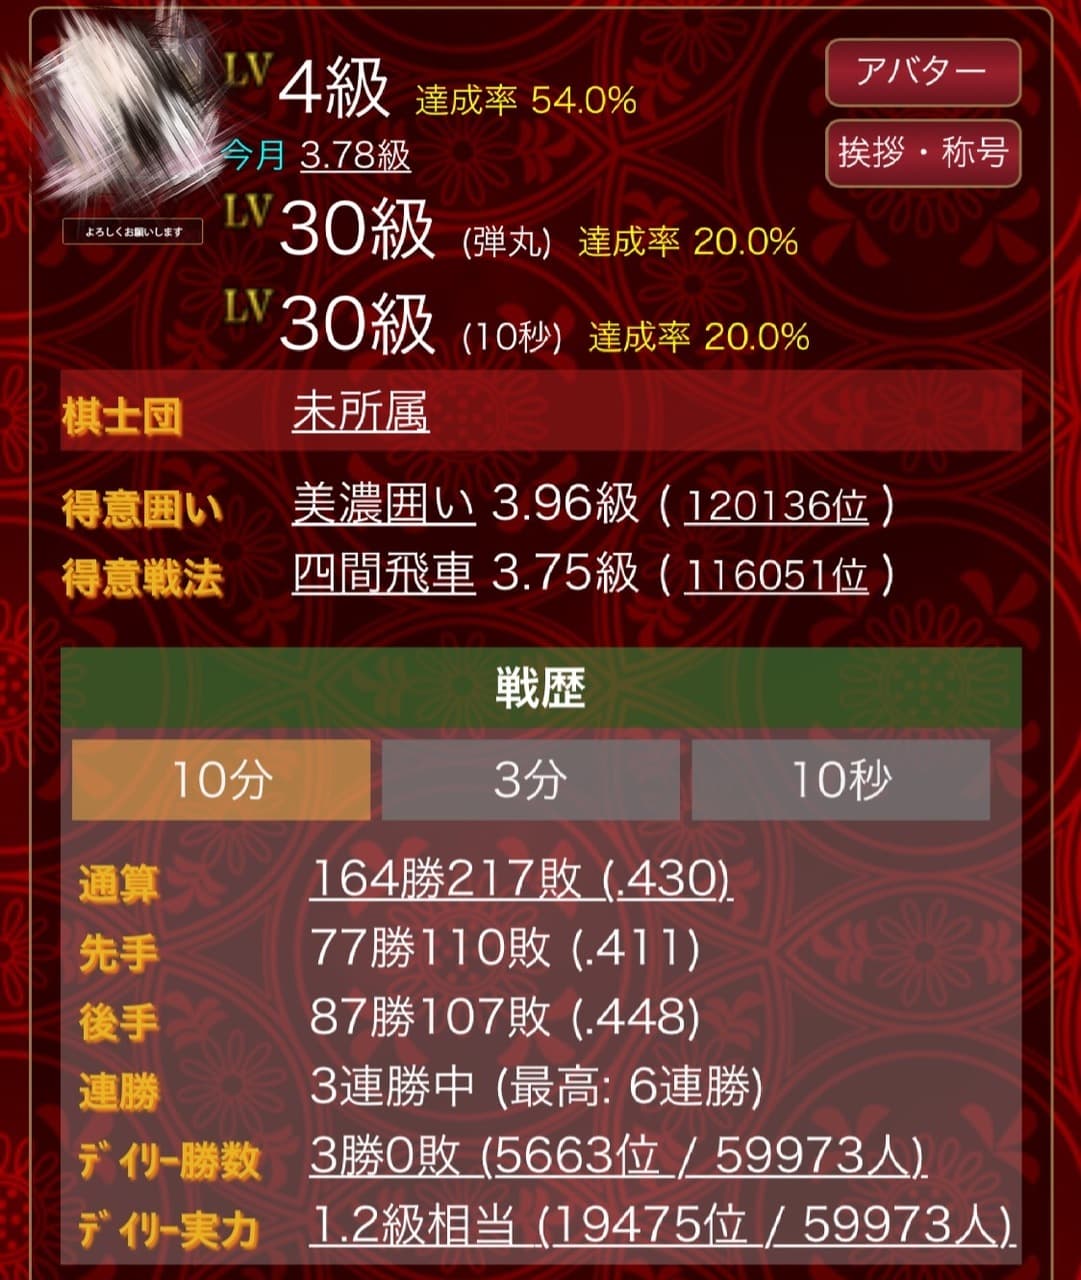 LV 4級 達成率 54.0%
アバター
今月 3.78級
挨拶・称号
よろしくお願いします
LV 30級 (弾丸) 達成率 20.0%
LV 30級 (10秒) 達成率 20.0%
棋士団 未所属
得意囲い 美濃囲い 3.96級 ( 120136位 )
得意戦法 四間飛車 3.75級 ( 116051位 )
戦歴
10分 3分 10秒
通算 164勝217敗 (.430)
先手 77勝110敗 (.411)
後手 87勝107敗 (.448)
連勝 3連勝中 (最高: 6連勝)
デイリー勝数 3勝0敗 (5663位 / 59973人)
デイリー実力 1.2級相当 (19475位 / 59973人)